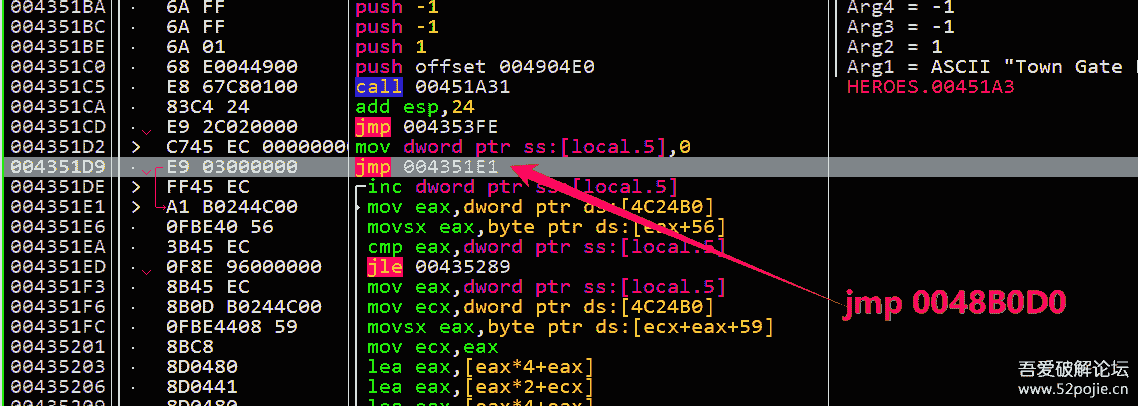 004351BA · 6A FF push -1 Arg4 = -1
004351BC · 6A FF push -1 Arg3 = -1
004351BE · 6A 01 push 1 Arg2 = 1
004351C0 · 68 E0044900 push offset 004904E0 Arg1 = ASCII "Town Gate
004351C5 · E8 67C80100 call 00451A31 HEROES.00451A3
004351CA · 83C4 24 add esp,24
004351CD · E9 2C020000 jmp 004353FE
004351D2 > C745 EC 0000000 mov dword ptr ss:[local.5],0
004351D9 · E9 03000000 jmp 004351E1
004351DE > FF45 EC inc dword ptr ss:[local.5]
004351E1 > A1 B0244C00 mov eax,dword ptr ds:[4C24B0]
004351E6 · 0FBE40 56 movsx eax,byte ptr ds:[eax+56]
004351EA · 3B45 EC cmp eax,dword ptr ss:[local.5]
004351ED · 0F8E 96000000 jle 00435289
004351F3 · 8B45 EC mov eax,dword ptr ss:[local.5]
004351F6 · 8B0D B0244C00 mov ecx,dword ptr ds:[4C24B0]
jmp 0048B0D0
004351FC · 0FBE4408 59 movsx eax,byte ptr ds:[ecx+eax+59]
00435201 · 8BC8 mov ecx,eax
00435203 · 8D0480 lea eax,[eax*4+eax]
00435206 · 8D0441 lea eax,[eax*2+ecx]
00435209 · 8D0480 lea eax,[eax*4+eax]
吾爱破解论坛
www.52pojie.cn